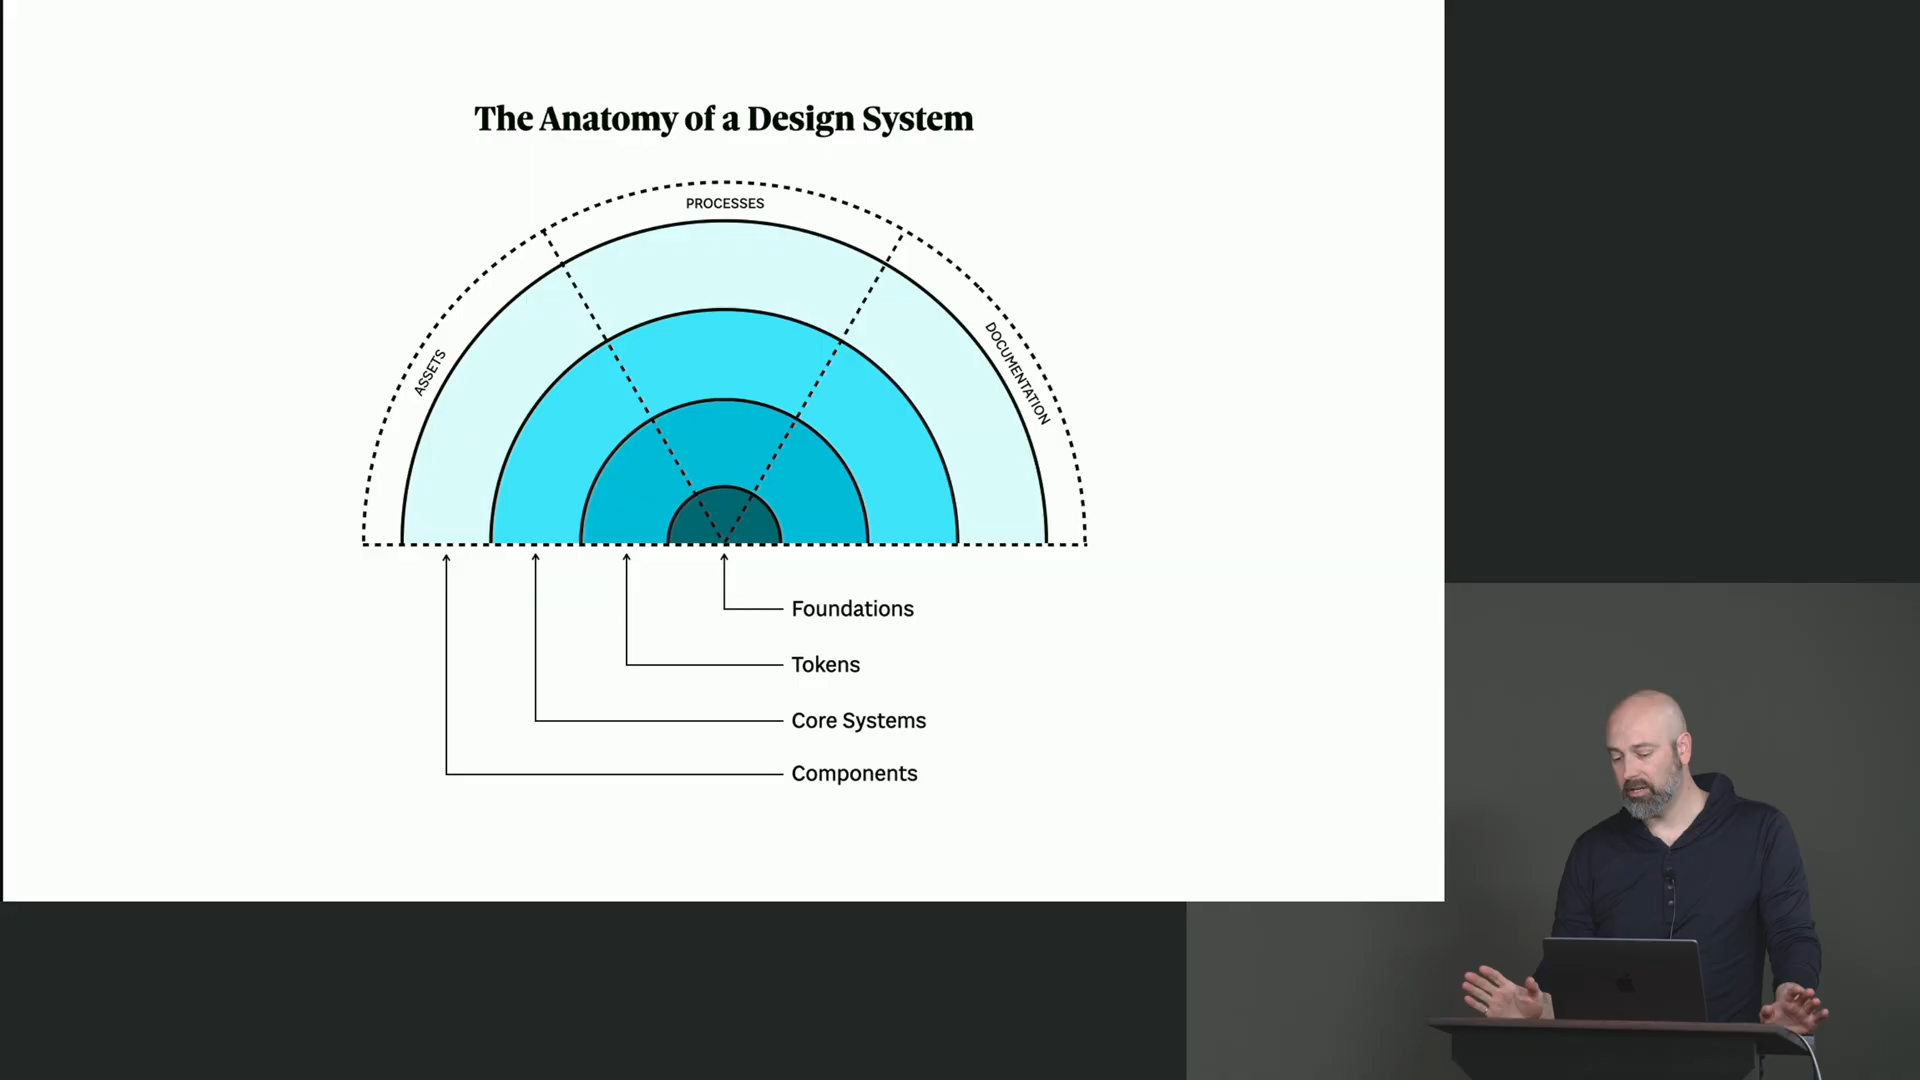 The Anatomy of a Design System
PROCESSES
ASSETS
DOCUMENTATION
Foundations
Tokens
Core Systems
Components